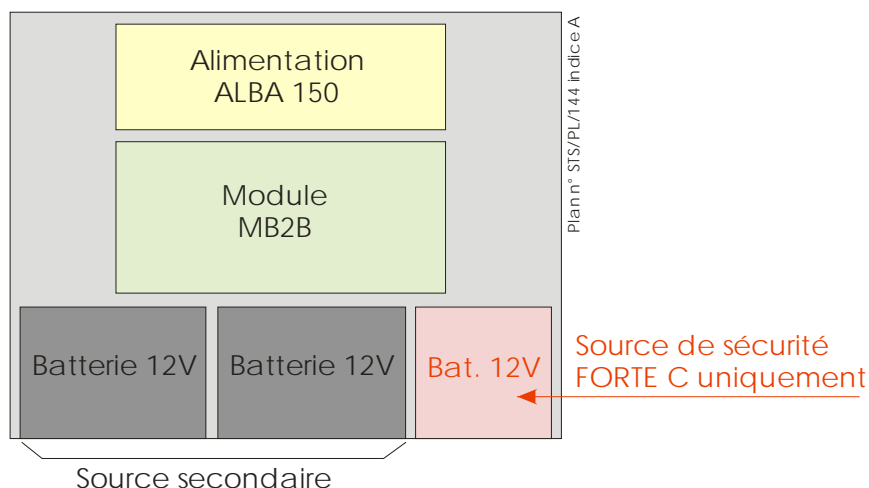 Alimentation
ALBA 150
Plan n° STS/PL/144 indice A
Module
MB2B
Batterie 12V
Batterie 12V
Bat. 12V
Source de sécurité
FORTE C uniquement
Source secondaire